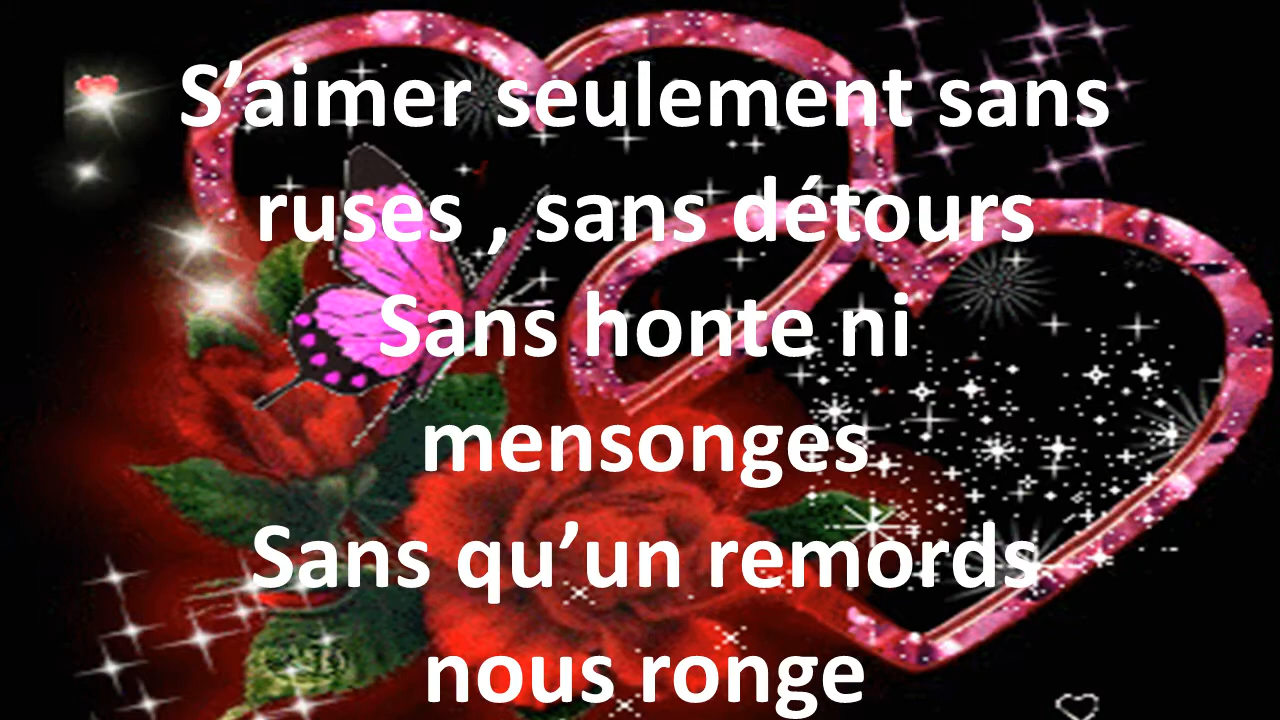 S’aimer seulement sans
ruses , sans détours
Sans honte ni
mensonges
Sans qu’un remords
nous ronge